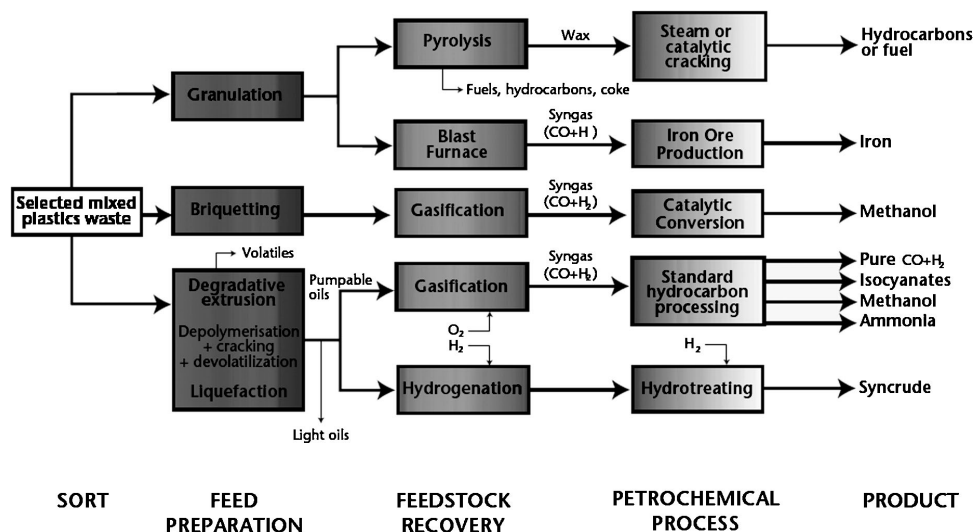 Pyrolysis
Wax
Steam or
catalytic
cracking
Hydrocarbons
or fuel
Granulation
Fuels, hydrocarbons, coke
Blast
Furnace
Syngas
(CO+H )
Iron Ore
Production
Iron
Selected mixed
plastics waste
Briquetting
Gasification
Syngas
(CO+H₂)
Catalytic
Conversion
Methanol
Volatiles
Degradative
extrusion
Depolymerisation
+ cracking
+ devolatilization
Liquefaction
Pumpable
oils
Light oils
Gasification
O₂
Syngas
(CO+H₂)
Standard
hydrocarbon
processing
Pure CO+H₂
Isocyanates
Methanol
Ammonia
H₂
Hydrogenation
H₂
Hydrotreating
Syncrude
SORT
FEED
PREPARATION
FEEDSTOCK
RECOVERY
PETROCHEMICAL
PROCESS
PRODUCT